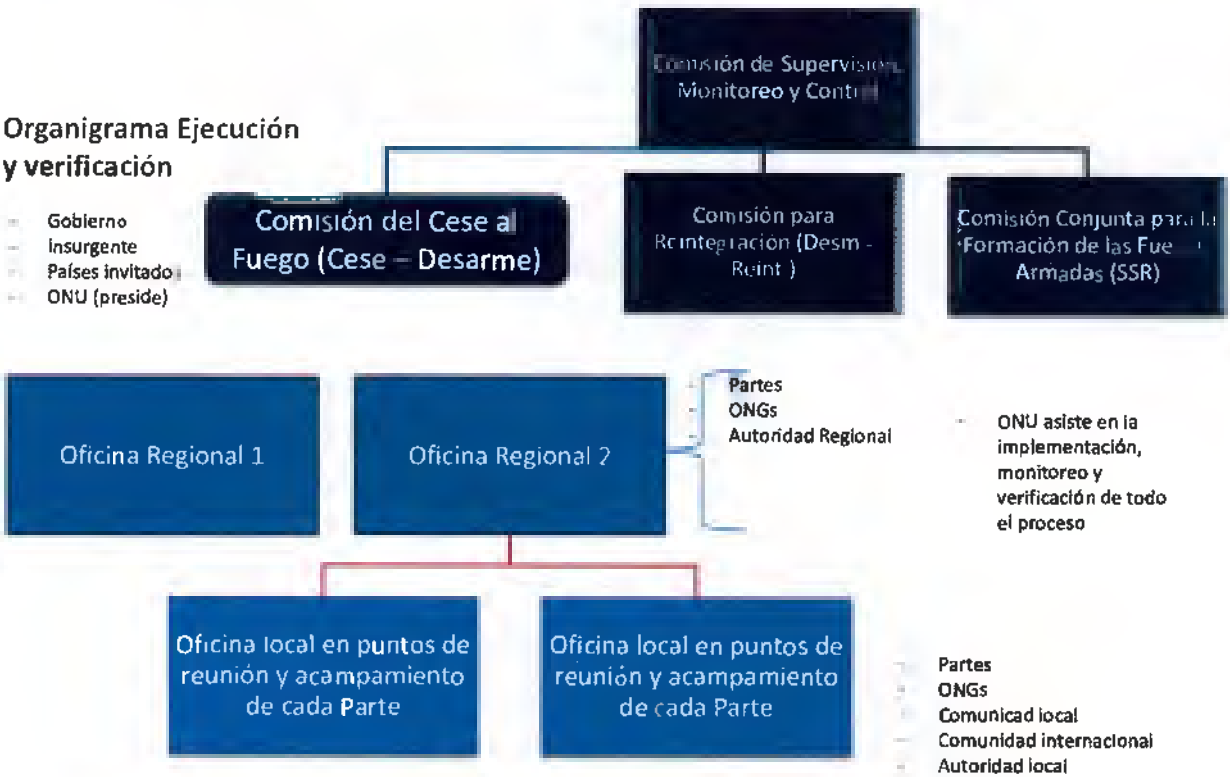 Comisión de Supervisión,
Monitoreo y Control
Organigrama Ejecución
y verificación
- Gobierno
- insurgente
- Países invitado
- ONU (preside)
Comisión del Cese al
Fuego (Cese – Desarme)
Comisión para
Reintegración (Desm -
Reint )
Comisión Conjunta para la
Formación de las
Armadas (SSR)
Oficina Regional 1
Oficina Regional 2
- Partes
- ONGs
- Autoridad Regional
- ONU asiste en la
implementación,
monitoreo y
verificación de todo
el proceso
Oficina local en puntos de
reunión y acampamiento
de cada Parte
Oficina local en puntos de
reunión y acampamiento
de cada Parte
- Partes
- ONGs
- Comunicad local
- Comunidad internacional
- Autoridad local